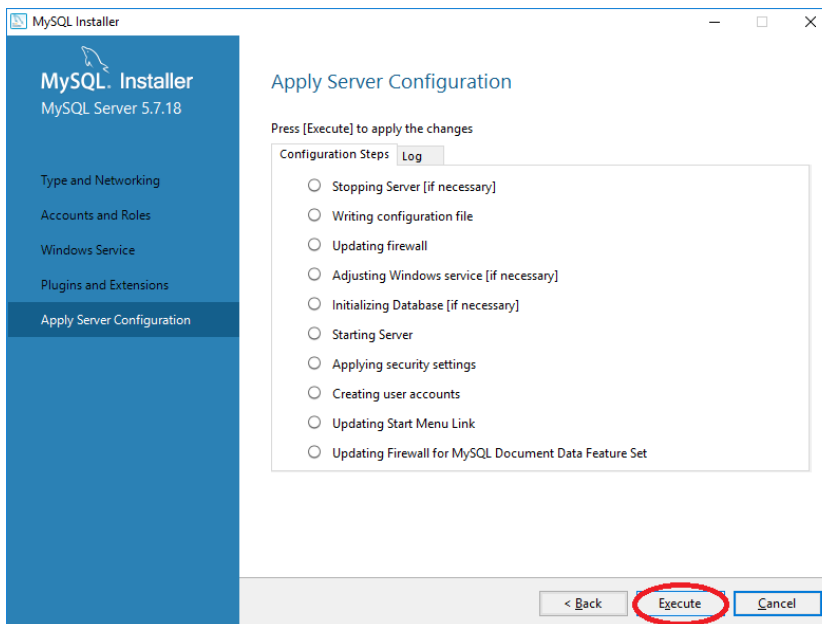 MySQL Installer
MySQL. Installer
MySQL Server 5.7.18
Type and Networking
Accounts and Roles
Windows Service
Plugins and Extensions
Apply Server Configuration
Apply Server Configuration
Press [Execute] to apply the changes
Configuration Steps Log
Stopping Server [if necessary]
Writing configuration file
Updating firewall
Adjusting Windows service [if necessary]
Initializing Database [if necessary]
Starting Server
Applying security settings
Creating user accounts
Updating Start Menu Link
Updating Firewall for MySQL Document Data Feature Set
< Back Execute Cancel